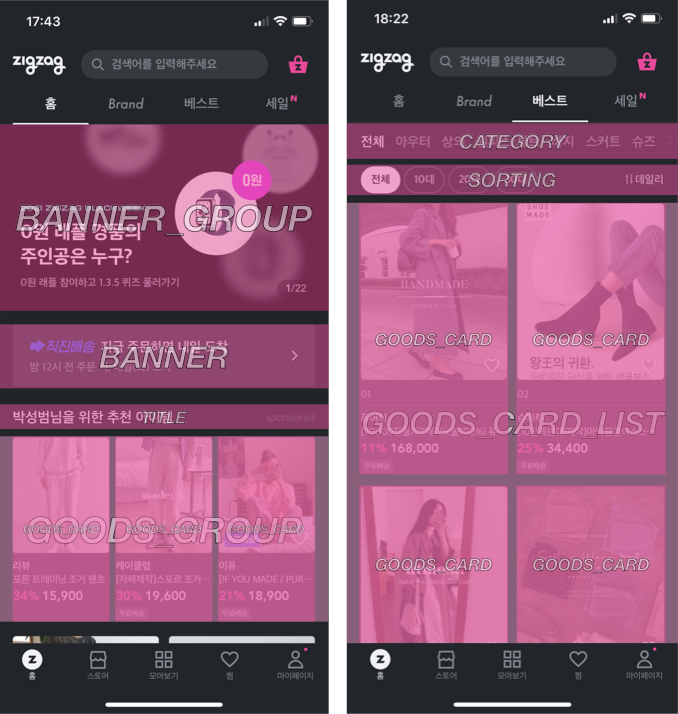 17:43
zigzag
검색어를 입력해주세요
홈 Brand 베스트 세일 N
0원
BANNER_GROUP
0원 래플 명품의
주인공은 누구?
0원 래플 참여하고 1.3.5 퀴즈 풀러가기
1/22
직진배송 지금 주문하면 내일 도착
BANNER
밤 12시 전 주문
박성범님을 위한 추천 아이템
TITLE
sponsored
made
GOODS_CARD GOODS_CARD GOODS_CARD
GOODS_GROUP
라뷰 케이클럽 이퓨
포튼 트레이닝 조거 팬츠 [자체제작]스포르 조거… [IF YOU MADE / PUR…
34% 15,900 30% 19,600 21% 18,900
무료배송 무료배송
홈 스토어 모아보기 찜 마이페이지
18:22
zigzag
검색어를 입력해주세요
홈 Brand 베스트 세일 N
전체 아우터 상의 스커트 슈즈
CATEGORY
전체 10대
SORTING
데일리
SHOE
MADE
HANDMADE
GOODS_CARD GOODS_CARD
왕모의 귀환.
01 02
GOODS_CARD_LIST
11% 168,000 25% 34,400
무료배송 무료배송
GOODS_CARD GOODS_CARD
홈 스토어 모아보기 찜 마이페이지